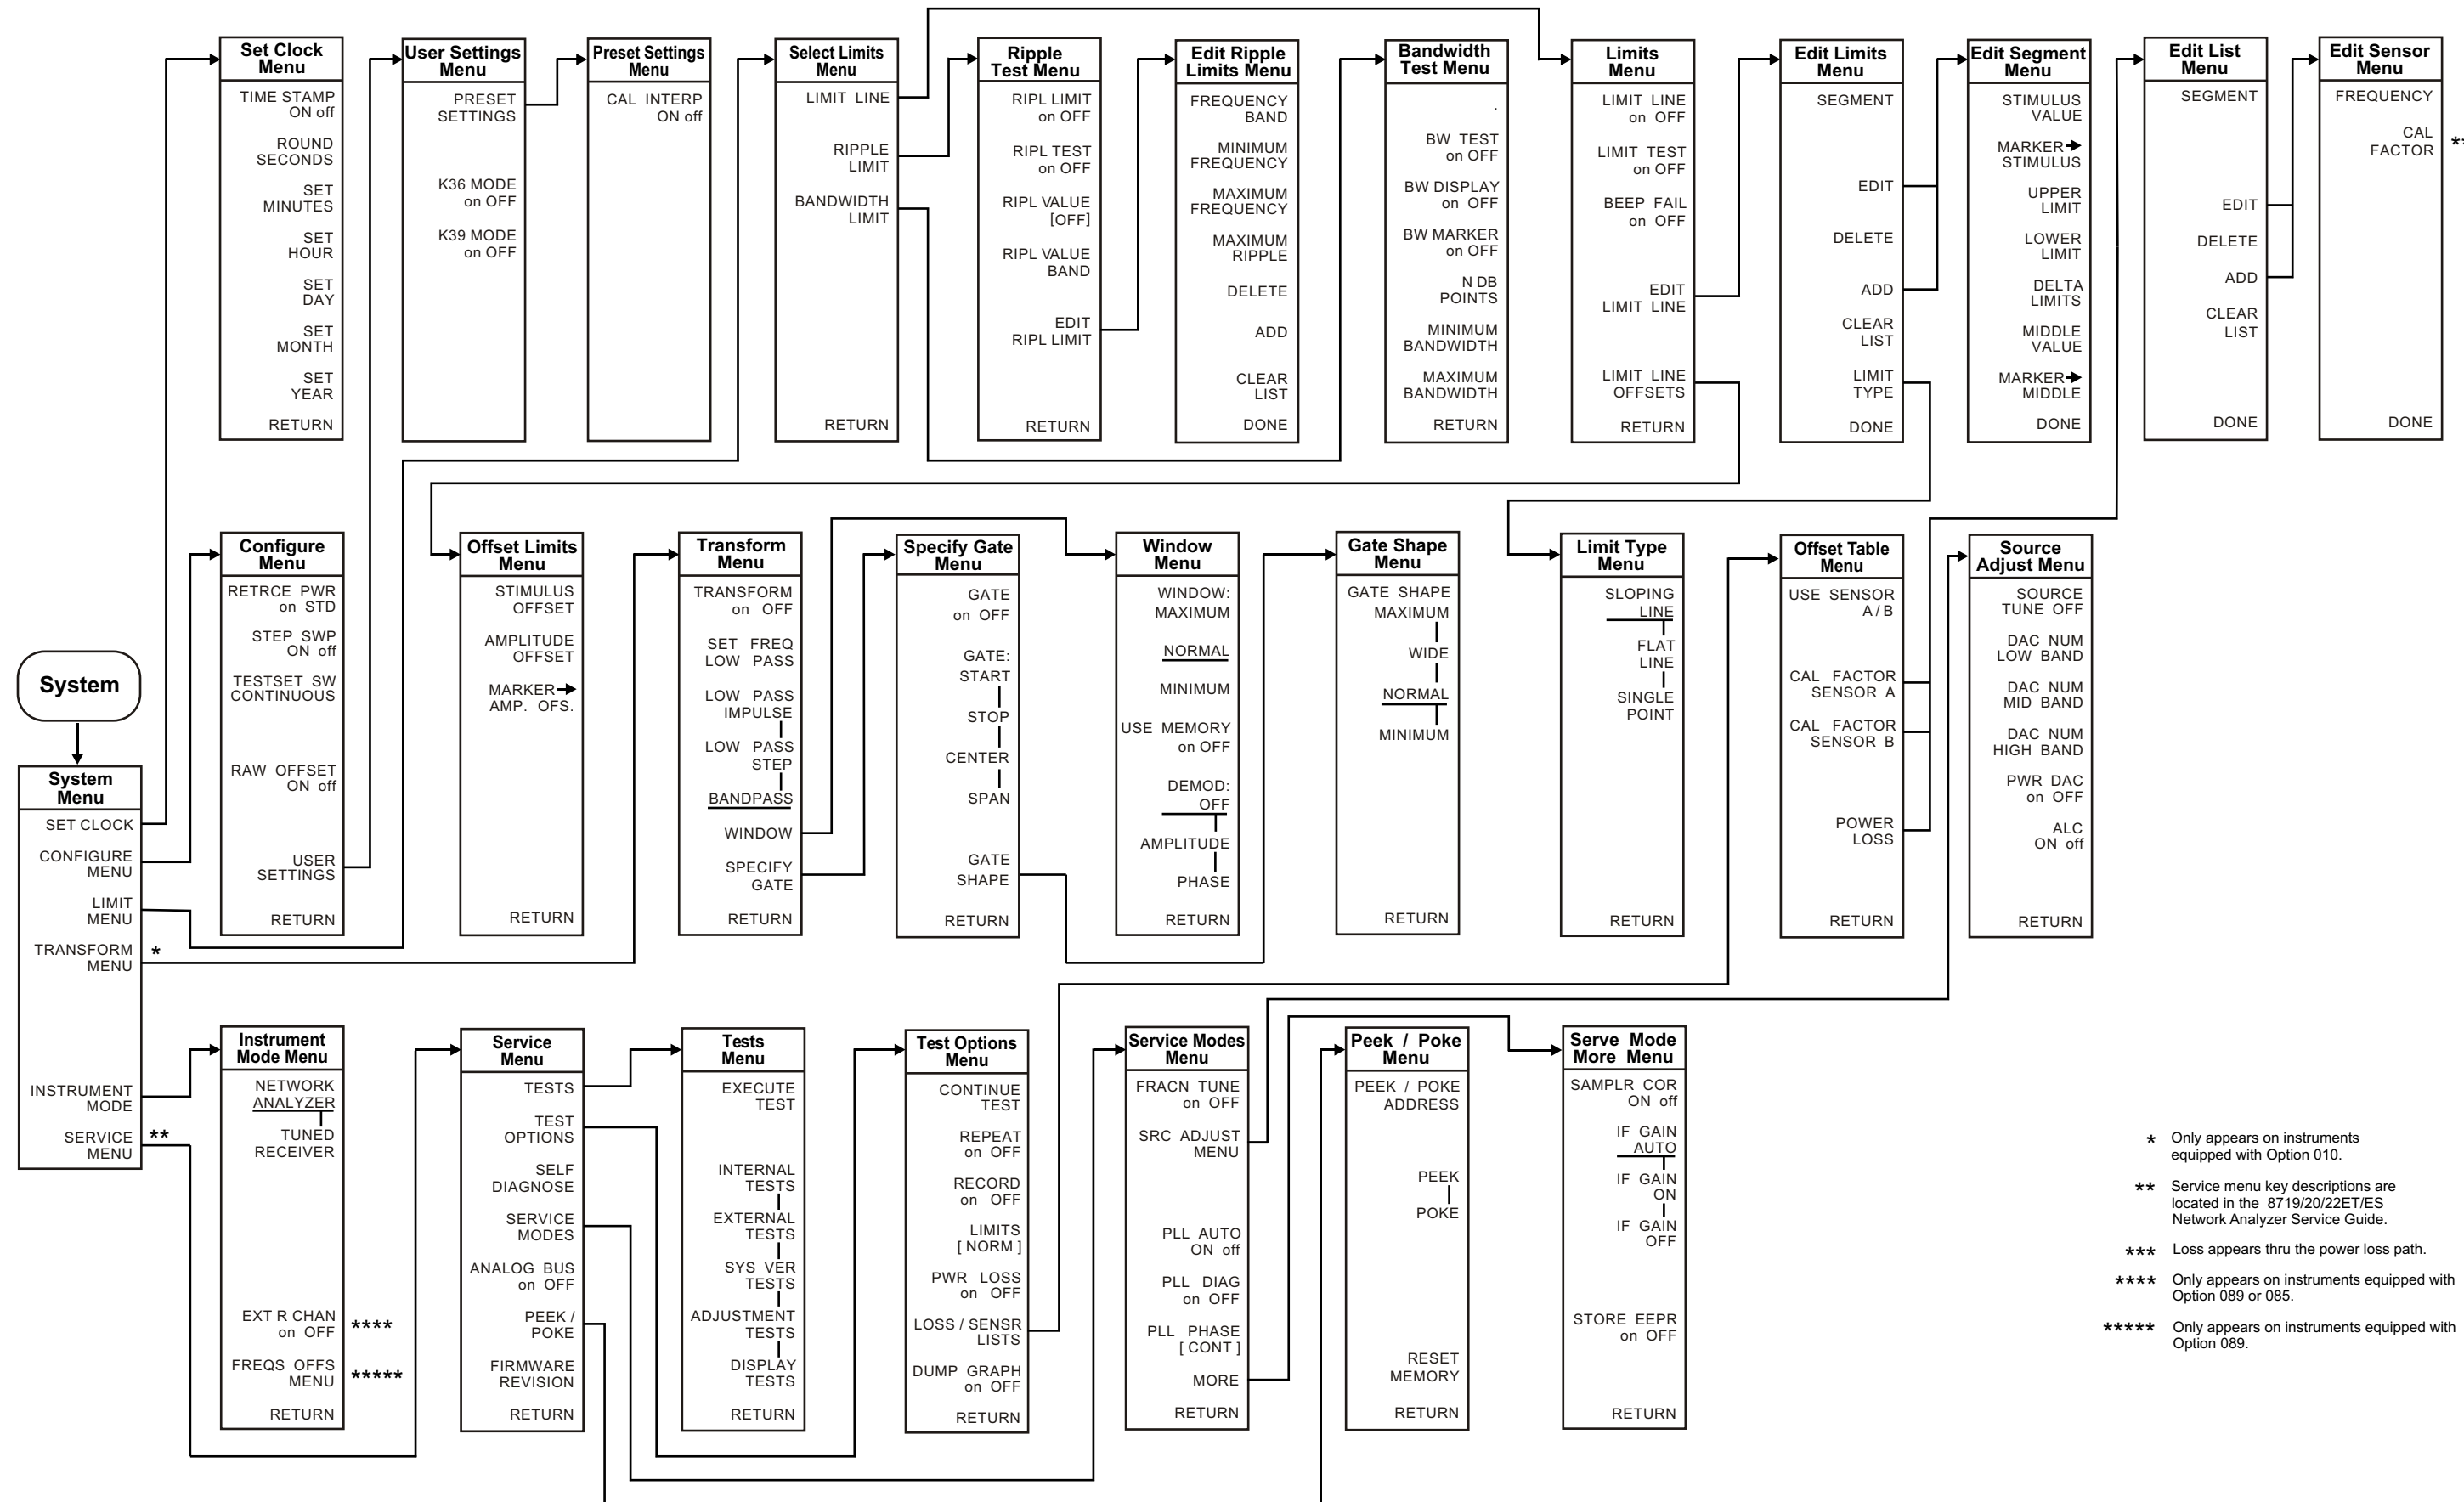 Set Clock
Menu
TIME STAMP
ON off
ROUND
SECONDS
SET
MINUTES
SET
HOUR
SET
DAY
SET
MONTH
SET
YEAR
RETURN
User Settings
Menu
PRESET
SETTINGS
K36 MODE
on OFF
K39 MODE
on OFF
Preset Settings
Menu
CAL INTERP
ON off
Select Limits
Menu
LIMIT LINE
RIPPLE
LIMIT
BANDWIDTH
LIMIT
RETURN
Ripple
Test Menu
RIPL LIMIT
on OFF
RIPL TEST
on OFF
RIPL VALUE
[OFF]
RIPL VALUE
BAND
EDIT
RIPL LIMIT
RETURN
Edit Ripple
Limits Menu
FREQUENCY
BAND
MINIMUM
FREQUENCY
MAXIMUM
FREQUENCY
MAXIMUM
RIPPLE
DELETE
ADD
CLEAR
LIST
DONE
Bandwidth
Test Menu
.
BW TEST
on OFF
BW DISPLAY
on OFF
BW MARKER
on OFF
N DB
POINTS
MINIMUM
BANDWIDTH
MAXIMUM
BANDWIDTH
RETURN
Limits
Menu
LIMIT LINE
on OFF
LIMIT TEST
on OFF
BEEP FAIL
on OFF
EDIT
LIMIT LINE
LIMIT LINE
OFFSETS
RETURN
Edit Limits
Menu
SEGMENT
EDIT
DELETE
ADD
CLEAR
LIST
LIMIT
TYPE
DONE
Edit Segment
Menu
STIMULUS
VALUE
MARKER➔
STIMULUS
UPPER
LIMIT
LOWER
LIMIT
DELTA
LIMITS
MIDDLE
VALUE
MARKER➔
MIDDLE
DONE
Edit List
Menu
SEGMENT
EDIT
DELETE
ADD
CLEAR
LIST
DONE
Edit Sensor
Menu
FREQUENCY
CAL
FACTOR
**
DONE
System
System
Menu
SET CLOCK
CONFIGURE
MENU
LIMIT
MENU
TRANSFORM
MENU
*
INSTRUMENT
MODE
SERVICE
MENU
**
Configure
Menu
RETRCE PWR
on STD
STEP SWP
ON off
TESTSET SW
CONTINUOUS
RAW OFFSET
ON off
USER
SETTINGS
RETURN
Offset Limits
Menu
STIMULUS
OFFSET
AMPLITUDE
OFFSET
MARKER➔
AMP. OFS.
RETURN
Transform
Menu
TRANSFORM
on OFF
SET FREQ
LOW PASS
LOW PASS
IMPULSE
LOW PASS
STEP
BANDPASS
WINDOW
SPECIFY
GATE
RETURN
Specify Gate
Menu
GATE
on OFF
GATE:
START
STOP
CENTER
SPAN
GATE
SHAPE
RETURN
Window
Menu
WINDOW:
MAXIMUM
NORMAL
MINIMUM
USE MEMORY
on OFF
DEMOD:
OFF
AMPLITUDE
PHASE
RETURN
Gate Shape
Menu
GATE SHAPE
MAXIMUM
WIDE
NORMAL
MINIMUM
RETURN
Limit Type
Menu
SLOPING
LINE
FLAT
LINE
SINGLE
POINT
RETURN
Offset Table
Menu
USE SENSOR
A / B
CAL FACTOR
SENSOR A
CAL FACTOR
SENSOR B
POWER
LOSS
RETURN
Source
Adjust Menu
SOURCE
TUNE OFF
DAC NUM
LOW BAND
DAC NUM
MID BAND
DAC NUM
HIGH BAND
PWR DAC
on OFF
ALC
ON off
RETURN
Instrument
Mode Menu
NETWORK
ANALYZER
TUNED
RECEIVER
EXT R CHAN
on OFF
****
FREQS OFFS
MENU
*****
RETURN
Service
Menu
TESTS
TEST
OPTIONS
SELF
DIAGNOSE
SERVICE
MODES
ANALOG BUS
on OFF
PEEK /
POKE
FIRMWARE
REVISION
RETURN
Tests
Menu
EXECUTE
TEST
INTERNAL
TESTS
EXTERNAL
TESTS
SYS VER
TESTS
ADJUSTMENT
TESTS
DISPLAY
TESTS
RETURN
Test Options
Menu
CONTINUE
TEST
REPEAT
on OFF
RECORD
on OFF
LIMITS
[ NORM ]
PWR LOSS
on OFF
LOSS / SENSR
LISTS
DUMP GRAPH
on OFF
RETURN
Service Modes
Menu
FRACN TUNE
on OFF
SRC ADJUST
MENU
PLL AUTO
ON off
PLL DIAG
on OFF
PLL PHASE
[ CONT ]
MORE
RETURN
Peek / Poke
Menu
PEEK / POKE
ADDRESS
PEEK
POKE
RESET
MEMORY
RETURN
Serve Mode
More Menu
SAMPLR COR
ON off
IF GAIN
AUTO
IF GAIN
ON
IF GAIN
OFF
STORE EEPR
on OFF
RETURN
* Only appears on instruments
equipped with Option 010.
** Service menu key descriptions are
located in the 8719/20/22ET/ES
Network Analyzer Service Guide.
*** Loss appears thru the power loss path.
**** Only appears on instruments equipped with
Option 089 or 085.
***** Only appears on instruments equipped with
Option 089.